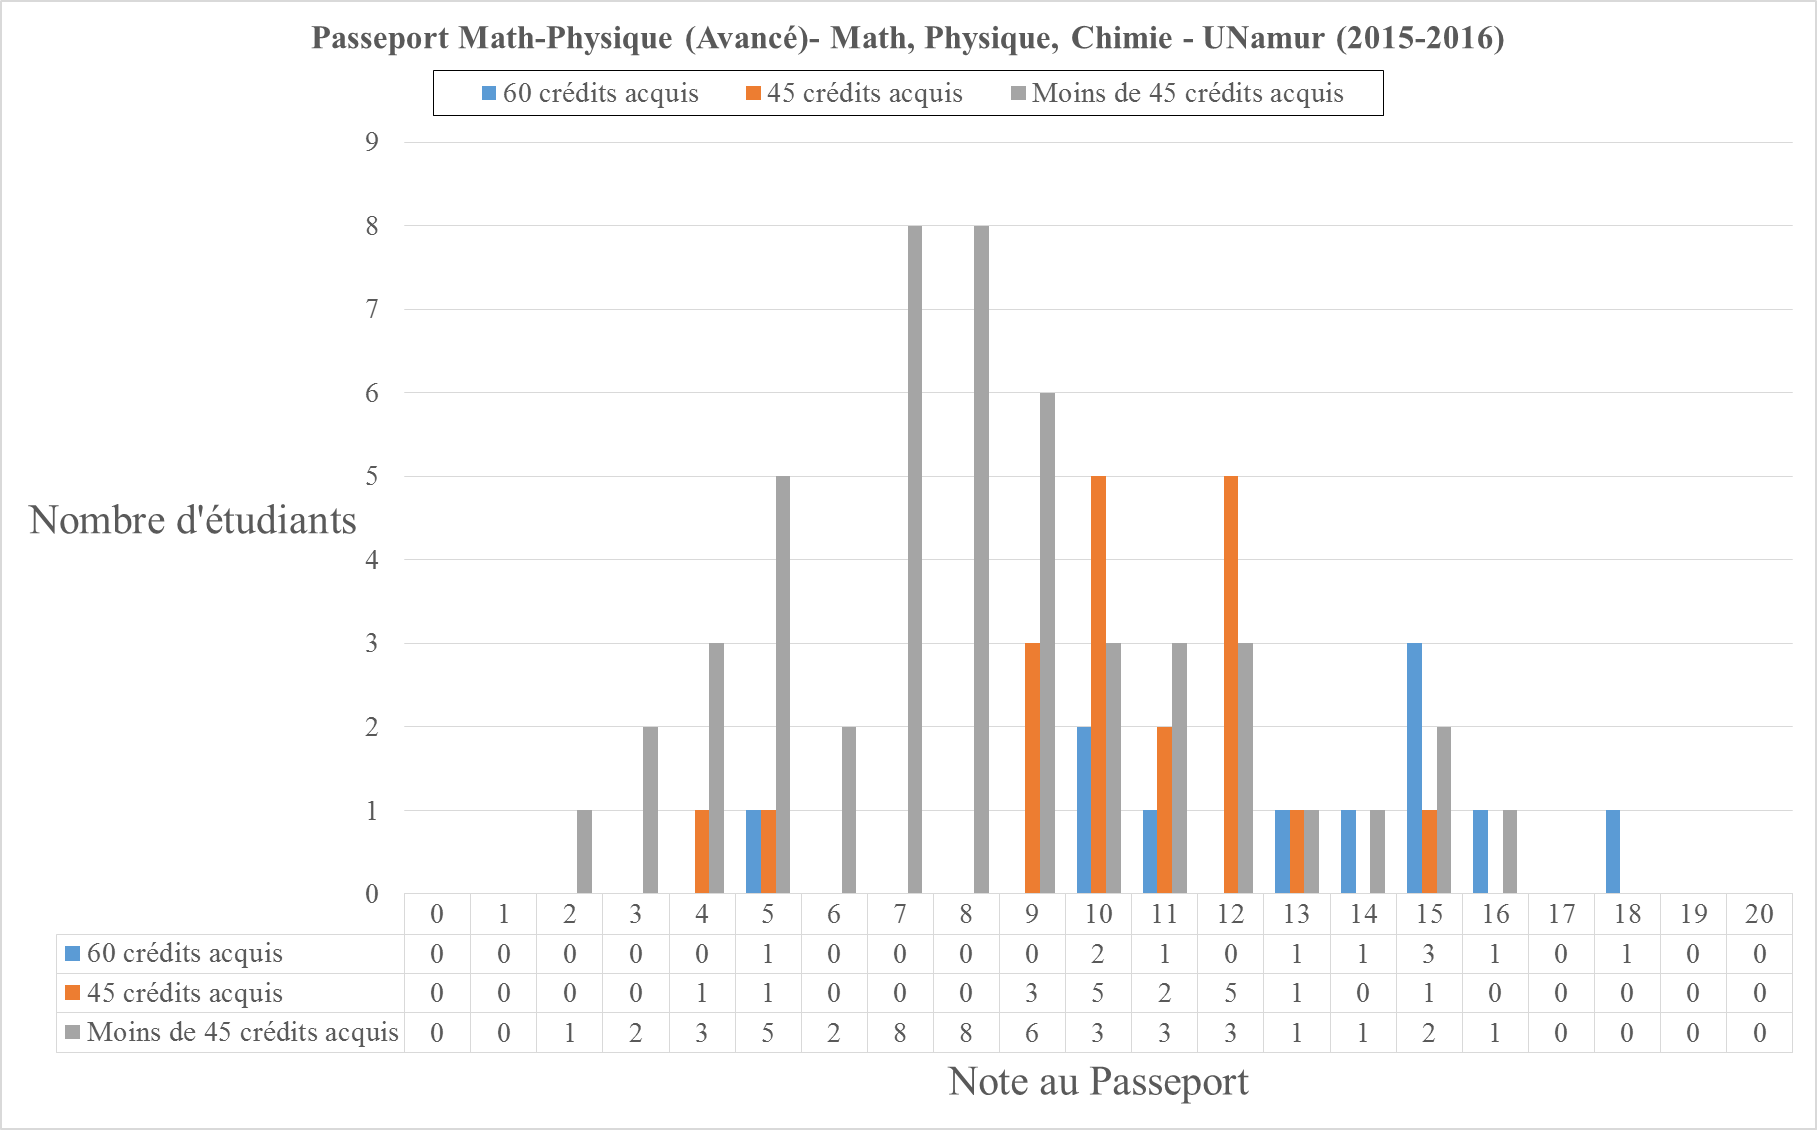 Passeport Math-Physique (Avancé)- Math, Physique, Chimie - UNamur (2015-2016)
60 crédits acquis 45 crédits acquis Moins de 45 crédits acquis
9
8
7
6
5
4
3
2
1
0
Nombre d'étudiants
0 1 2 3 4 5 6 7 8 9 10 11 12 13 14 15 16 17 18 19 20
60 crédits acquis 0 0 0 0 0 1 0 0 0 0 2 1 0 1 1 3 1 0 1 0 0
45 crédits acquis 0 0 0 0 1 1 0 0 0 3 5 2 5 1 0 1 0 0 0 0 0
Moins de 45 crédits acquis 0 0 1 2 3 5 2 8 8 6 3 3 3 1 1 2 1 0 0 0 0
Note au Passeport